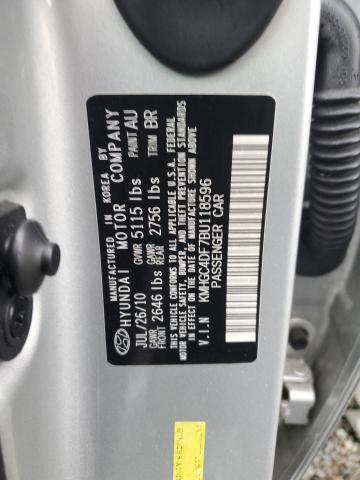 MANUFACTURED IN KOREA BY
HYUNDAI MOTOR COMPANY
JUL/26/10 GVWR 5115 lbs PAINT AU
GAWR FRONT 2646 lbs GAWR REAR 2756 lbs TRIM BR
THIS VEHICLE CONFORMS TO ALL APPLICABLE U.S.A. FEDERAL
MOTOR VEHICLE SAFETY, BUMPER, AND THEFT PREVENTION STANDARDS
IN EFFECT ON THE DATE OF MANUFACTURE SHOWN ABOVE
V.I.N KMHGC4DF7BU118596
PASSENGER CAR